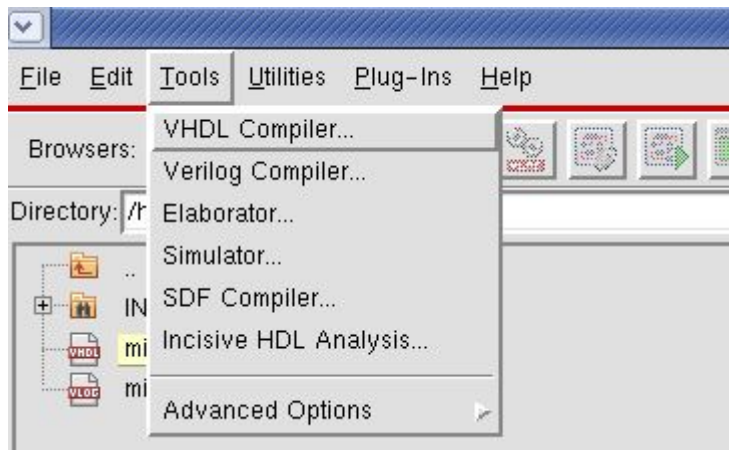 File Edit Tools Utilities Plug-Ins Help
Browsers:
VHDL Compiler...
Verilog Compiler...
Directory: /h
Elaborator...
..
Simulator...
IN
SDF Compiler...
VHDL mi
Incisive HDL Analysis...
VLOG mi
Advanced Options